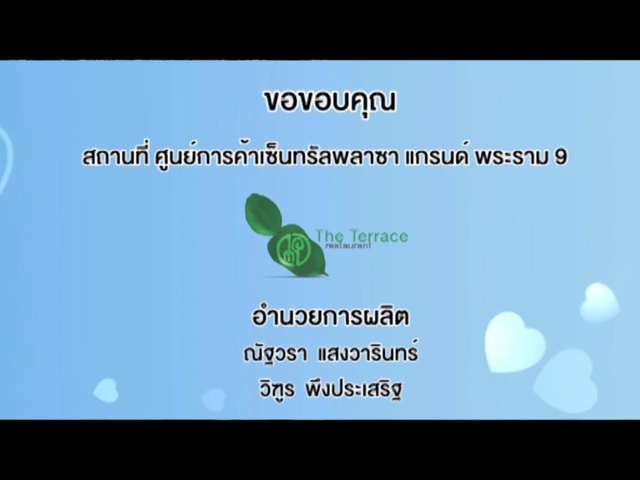 ขอขอบคุณ
สถานที่ ศูนย์การค้าเซ็นทรัลพลาซา แกรนด์ พระราม 9
The Terrace
restaurant
อำนวยการผลิต
ณัฐวรา แสงวารินทร์
วิฑูร พึงประเสริฐ